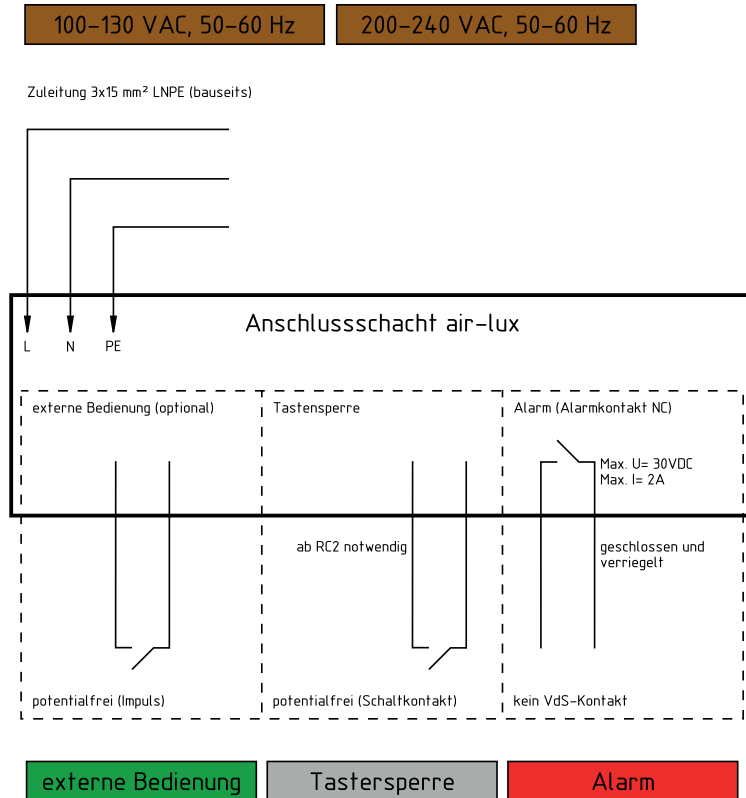 100-130 VAC, 50-60 Hz
200-240 VAC, 50-60 Hz
Zuleitung 3x15 mm² LNPE (bauseits)
Anschlussschacht air-lux
L
N
PE
externe Bedienung (optional)
Tastensperre
Alarm (Alarmkontakt NC)
Max. U= 30VDC
Max. I= 2A
ab RC2 notwendig
geschlossen und
verriegelt
potentialfrei (Impuls)
potentialfrei (Schaltkontakt)
kein VdS-Kontakt
externe Bedienung
Tastersperre
Alarm